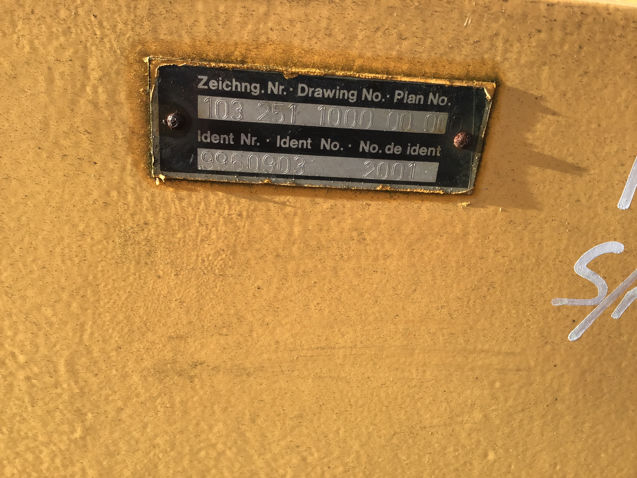 Zeichng. Nr. · Drawing No. · Plan No.
103 251 1000 00 00
Ident Nr. · Ident No. · No. de ident
9960903 2001
S/